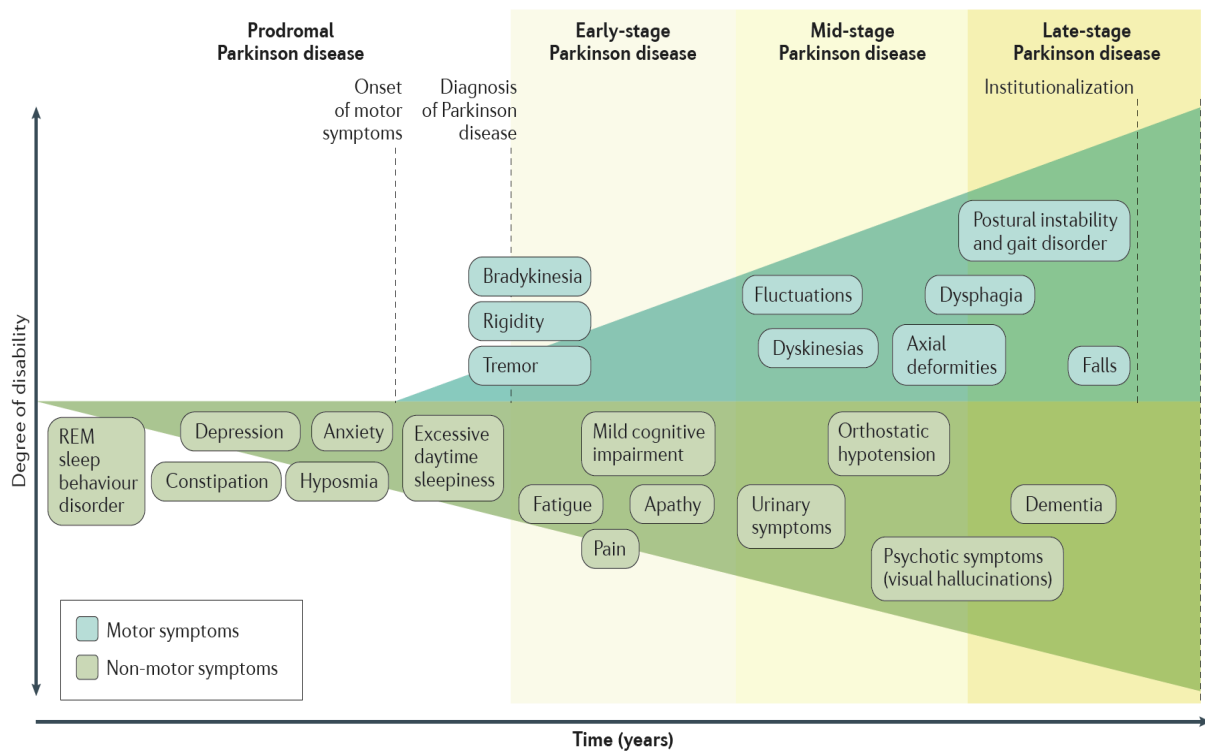 Prodromal
Parkinson disease
Early-stage
Parkinson disease
Mid-stage
Parkinson disease
Late-stage
Parkinson disease
Onset
of motor
symptoms
Diagnosis
of Parkinson
disease
Institutionalization
Degree of disability
Postural instability
and gait disorder
Bradykinesia
Rigidity
Tremor
Fluctuations
Dysphagia
Dyskinesias
Axial
deformities
Falls
REM
sleep
behaviour
disorder
Depression
Anxiety
Constipation
Hyposmia
Excessive
daytime
sleepiness
Mild cognitive
impairment
Fatigue
Apathy
Pain
Orthostatic
hypotension
Urinary
symptoms
Dementia
Psychotic symptoms
(visual hallucinations)
Motor symptoms
Non-motor symptoms
Time (years)